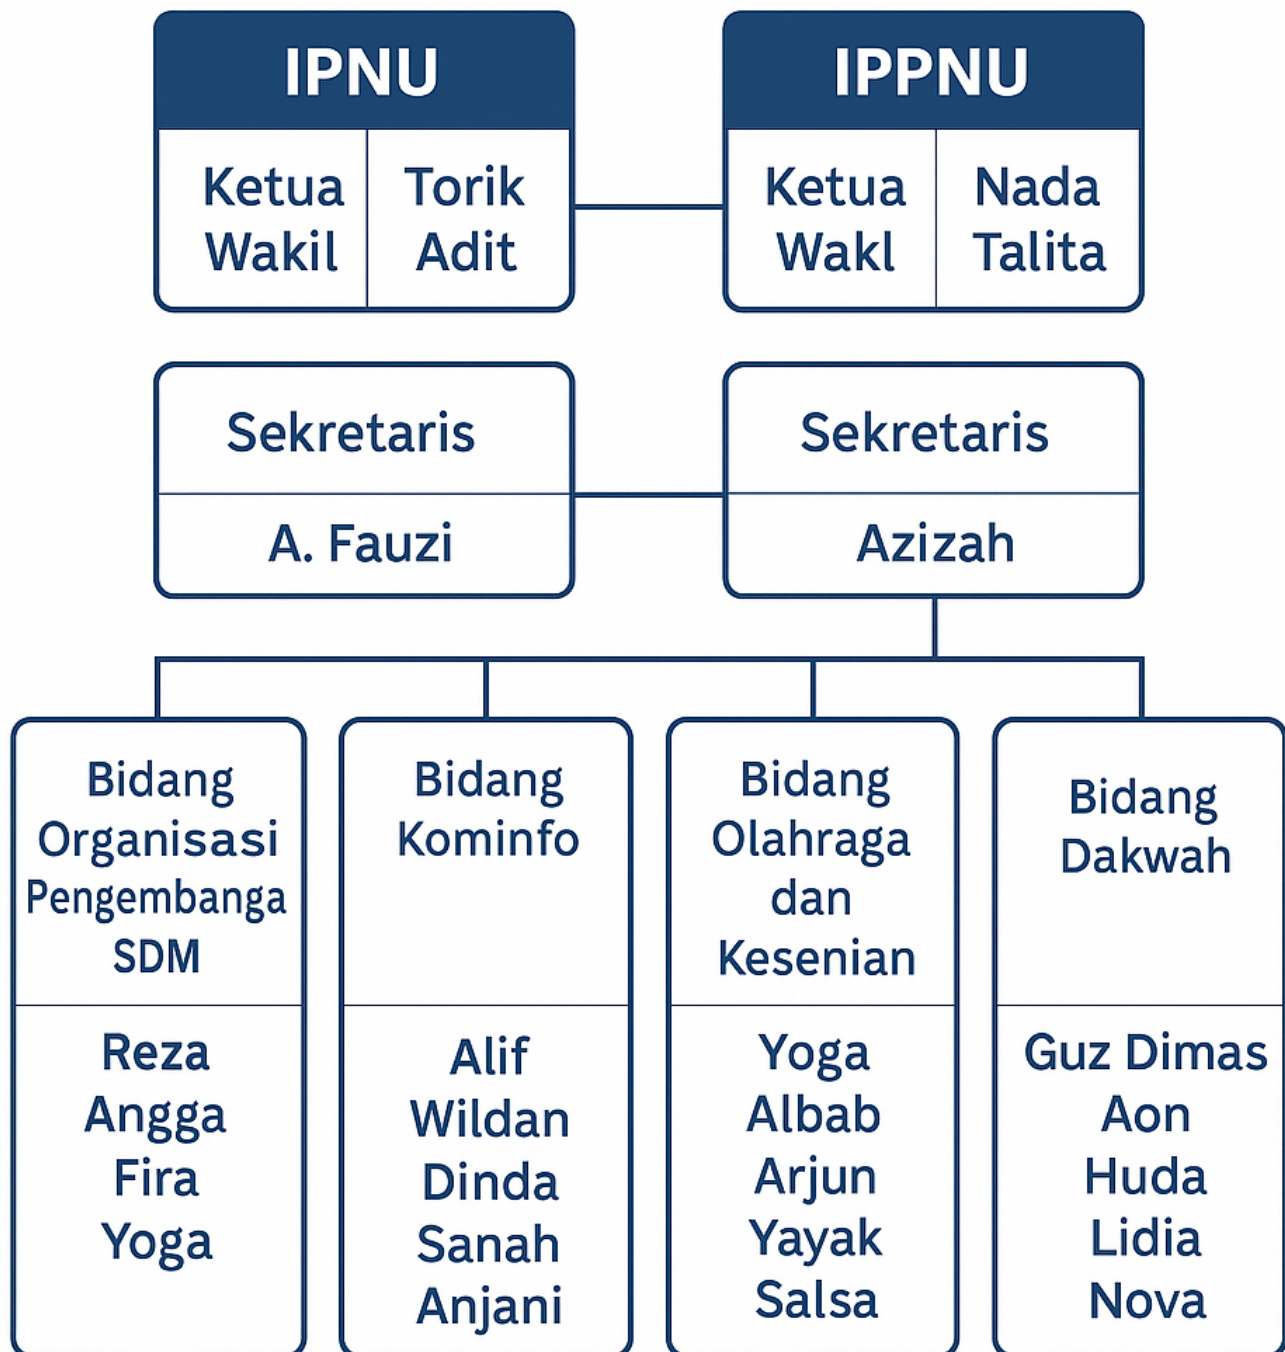 IPNU
Ketua Torik
Wakil Adit
IPPNU
Ketua Nada
Wakl Talita
Sekretaris
A. Fauzi
Sekretaris
Azizah
Bidang
Organisasi
Pengembanga
SDM
Reza
Angga
Fira
Yoga
Bidang
Kominfo
Alif
Wildan
Dinda
Sanah
Anjani
Bidang
Olahraga
dan
Kesenian
Yoga
Albab
Arjun
Yayak
Salsa
Bidang
Dakwah
Guz Dimas
Aon
Huda
Lidia
Nova